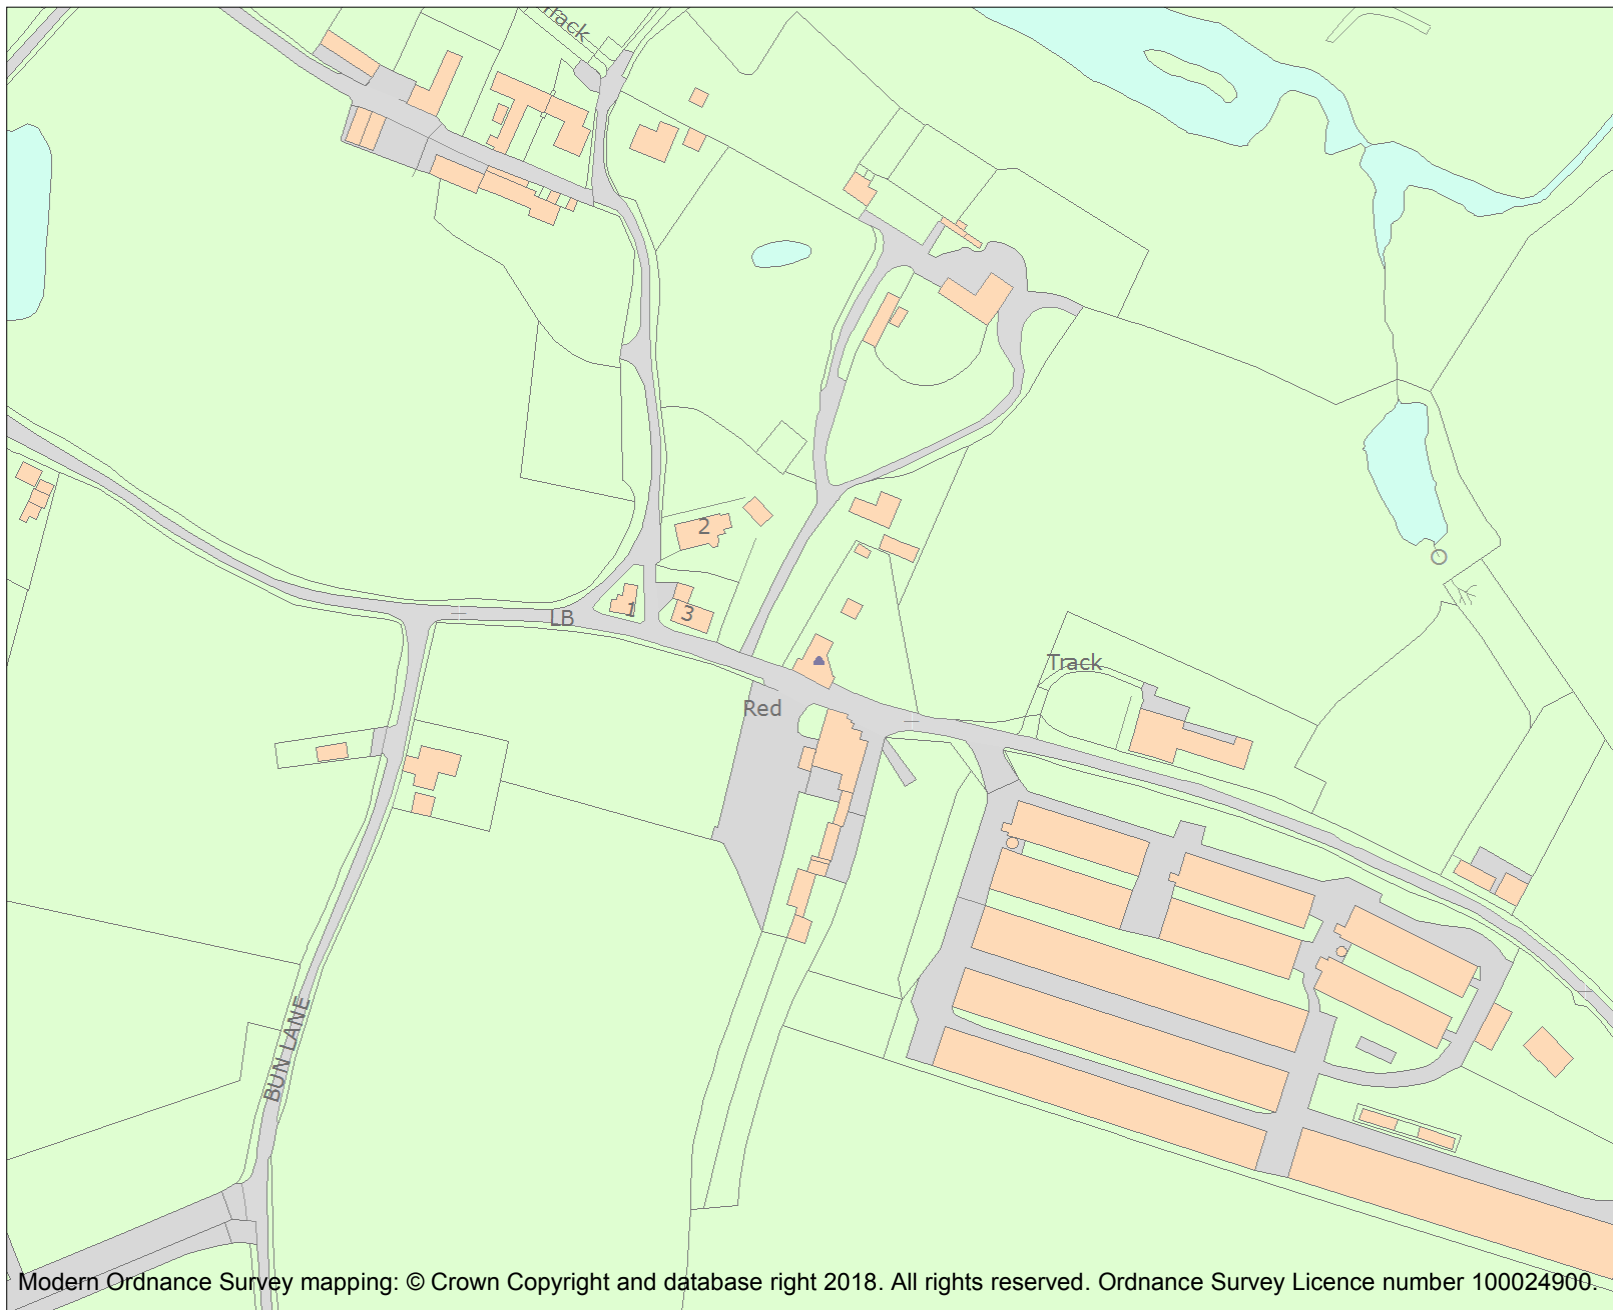 Track
2
1
3
LB
Track
Red
BUN LANE
Modern Ordnance Survey mapping: © Crown Copyright and database right 2018. All rights reserved. Ordnance Survey Licence number 100024900.